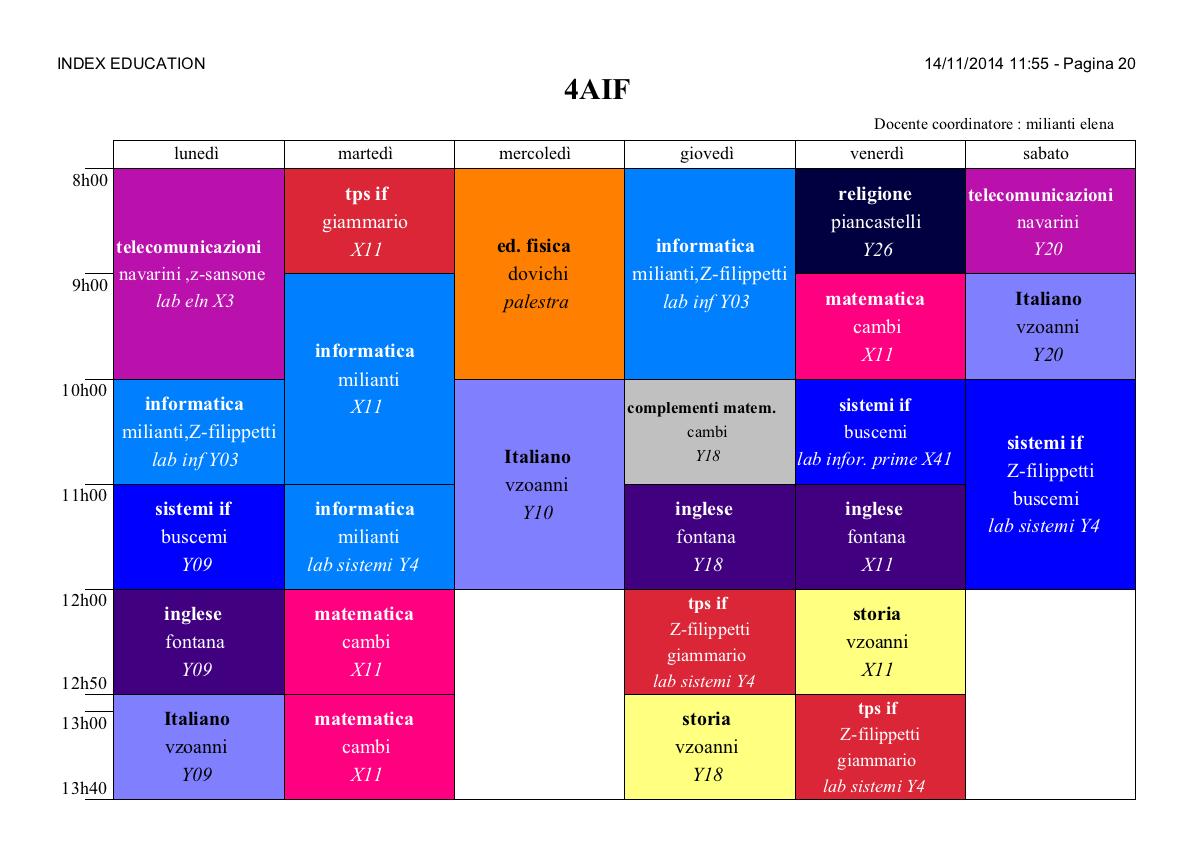 INDEX EDUCATION
14/11/2014 11:55 - Pagina 20
4AIF
Docente coordinatore : milianti elena
lunedì
martedì
mercoledì
giovedì
venerdì
sabato
8h00
9h00
10h00
11h00
12h00
12h50
13h00
13h40
telecomunicazioni
navarini ,z-sansone
lab eln X3
informatica
milianti,Z-filippetti
lab inf Y03
sistemi if
buscemi
Y09
inglese
fontana
Y09
Italiano
vzoanni
Y09
tps if
giammario
X11
informatica
milianti
X11
informatica
milianti
lab sistemi Y4
matematica
cambi
X11
matematica
cambi
X11
ed. fisica
dovichi
palestra
Italiano
vzoanni
Y10
informatica
milianti,Z-filippetti
lab inf Y03
complementi matem.
cambi
Y18
inglese
fontana
Y18
tps if
Z-filippetti
giammario
lab sistemi Y4
storia
vzoanni
Y18
religione
piancastelli
Y26
matematica
cambi
X11
sistemi if
buscemi
lab infor. prime X41
inglese
fontana
X11
storia
vzoanni
X11
tps if
Z-filippetti
giammario
lab sistemi Y4
telecomunicazioni
navarini
Y20
Italiano
vzoanni
Y20
sistemi if
Z-filippetti
buscemi
lab sistemi Y4